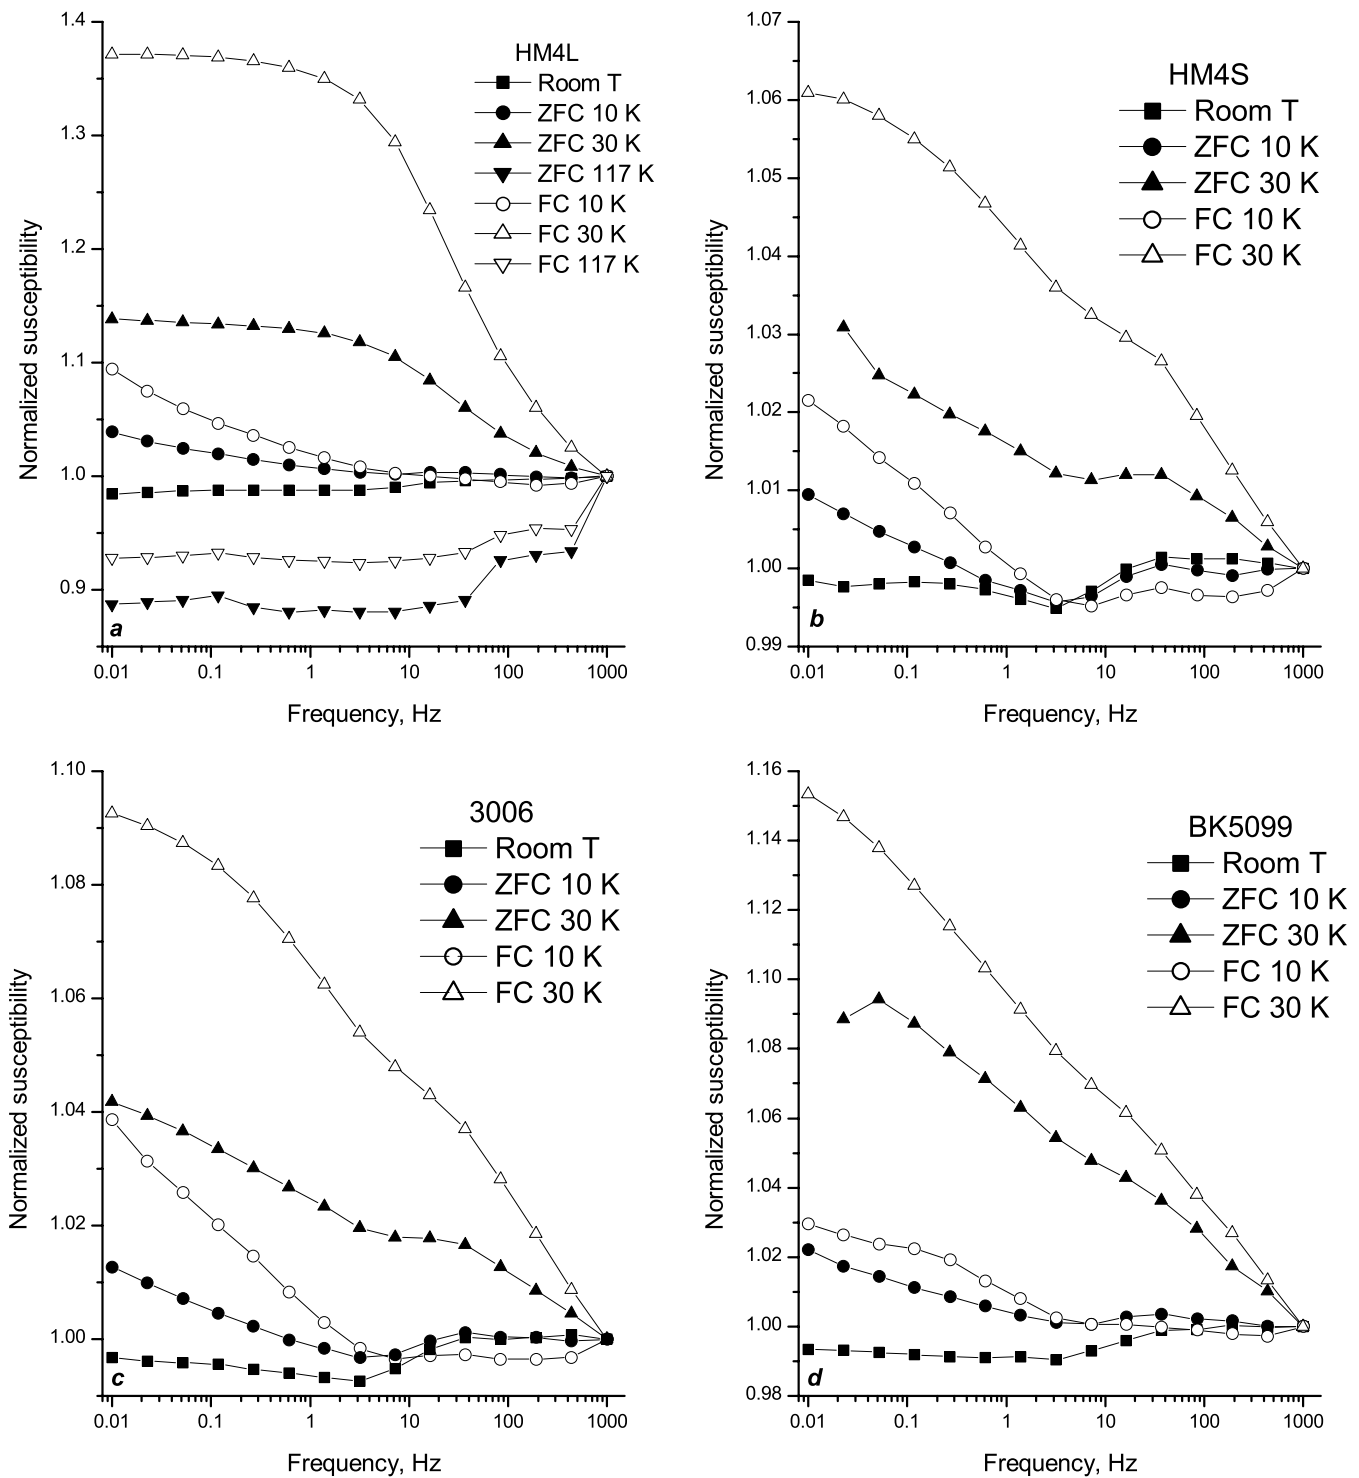 HM4L
Room T
ZFC 10 K
ZFC 30 K
ZFC 117 K
FC 10 K
FC 30 K
FC 117 K
1.4
1.3
1.2
1.1
1.0
0.9
Normalized susceptibility
a
0.01 0.1 1 10 100 1000
Frequency, Hz
HM4S
Room T
ZFC 10 K
ZFC 30 K
FC 10 K
FC 30 K
1.07
1.06
1.05
1.04
1.03
1.02
1.01
1.00
0.99
Normalized susceptibility
b
0.01 0.1 1 10 100 1000
Frequency, Hz
3006
Room T
ZFC 10 K
ZFC 30 K
FC 10 K
FC 30 K
1.10
1.08
1.06
1.04
1.02
1.00
Normalized susceptibility
c
0.01 0.1 1 10 100 1000
Frequency, Hz
BK5099
Room T
ZFC 10 K
ZFC 30 K
FC 10 K
FC 30 K
1.16
1.14
1.12
1.10
1.08
1.06
1.04
1.02
1.00
0.98
Normalized susceptibility
d
0.01 0.1 1 10 100 1000
Frequency, Hz